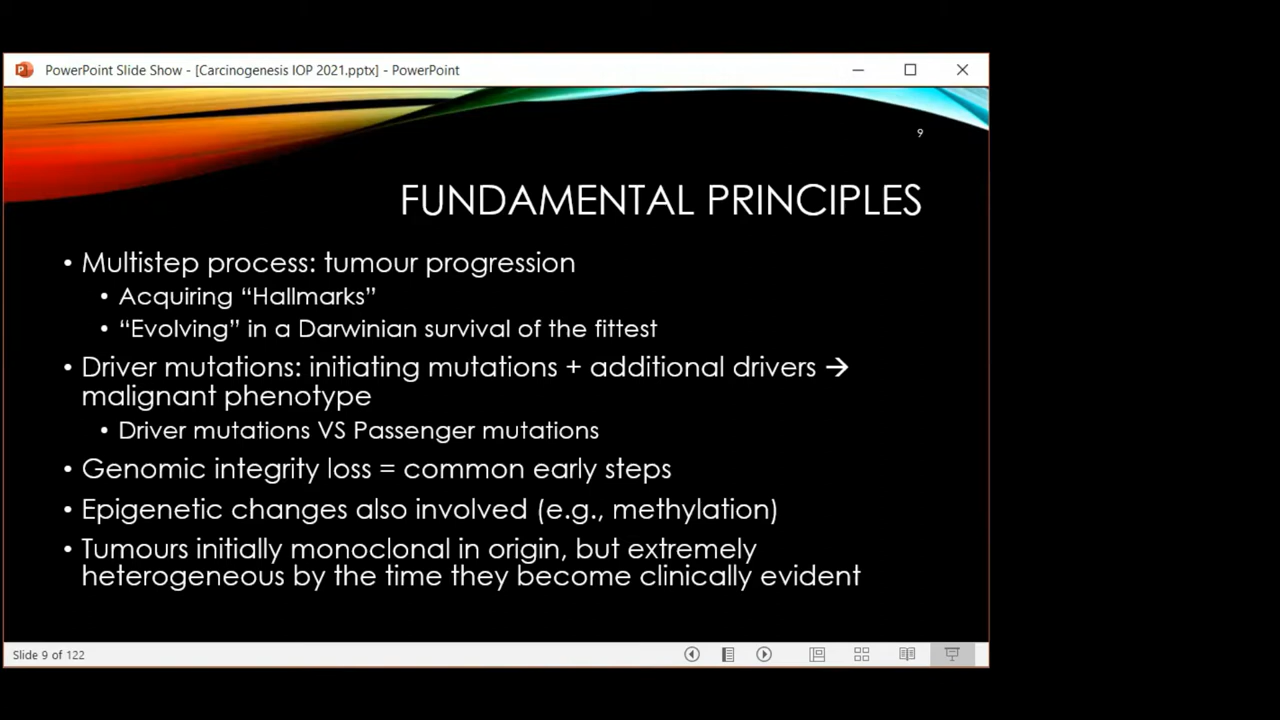 PowerPoint Slide Show - [Carcinogenesis IOP 2021.pptx] - PowerPoint
9
FUNDAMENTAL PRINCIPLES
• Multistep process: tumour progression
• Acquiring “Hallmarks”
• “Evolving” in a Darwinian survival of the fittest
• Driver mutations: initiating mutations + additional drivers →
malignant phenotype
• Driver mutations VS Passenger mutations
• Genomic integrity loss = common early steps
• Epigenetic changes also involved (e.g., methylation)
• Tumours initially monoclonal in origin, but extremely
heterogeneous by the time they become clinically evident
Slide 9 of 122